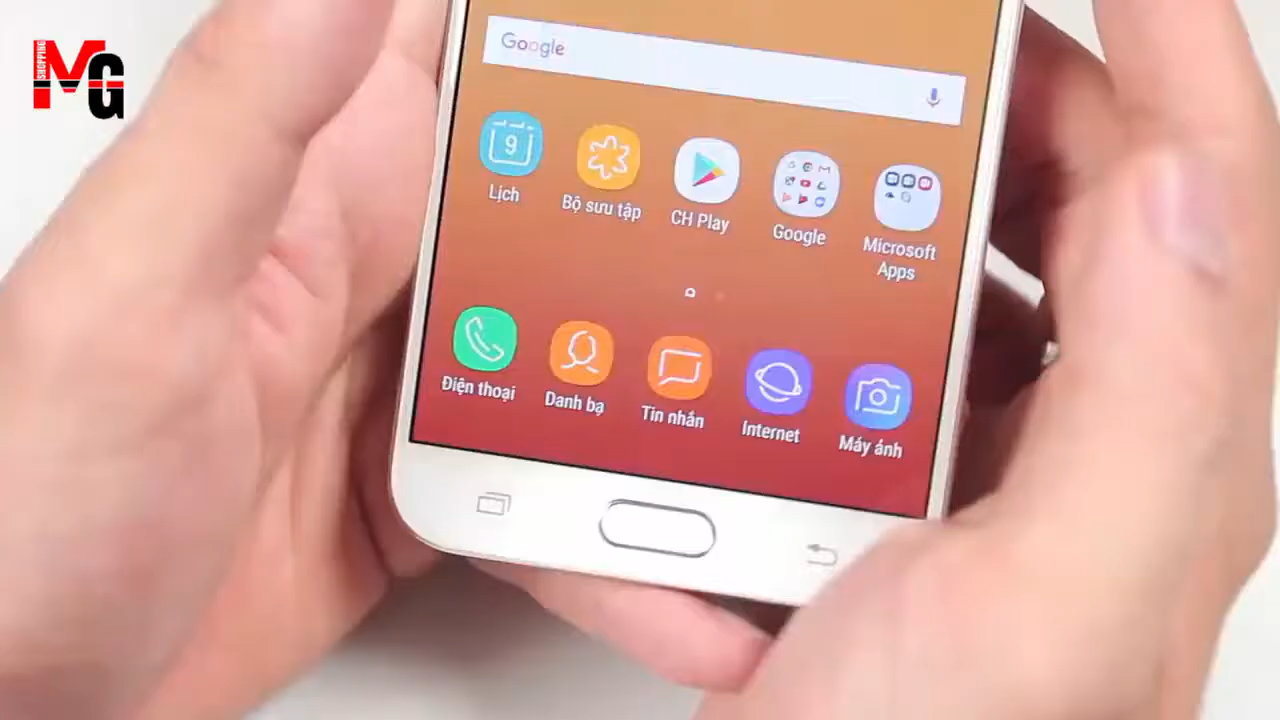 SHOPPING
MG
Google
9
Lịch
Bộ sưu tập
CH Play
Google
Microsoft
Apps
Điện thoại
Danh bạ
Tin nhắn
Internet
Máy ảnh